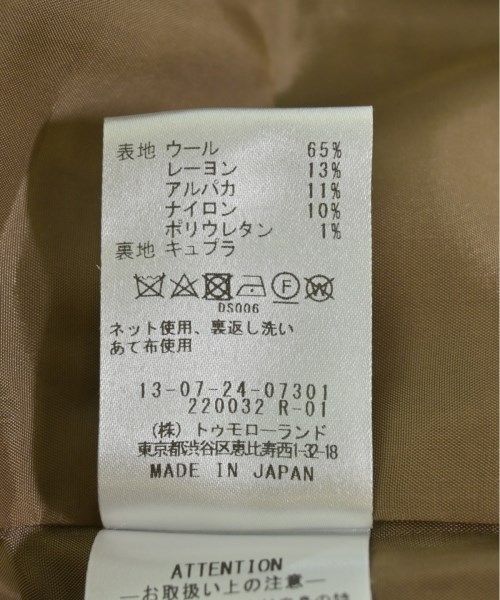 表地 ウール 65%
レーヨン 13%
アルパカ 11%
ナイロン 10%
ポリウレタン 1%
裏地 キュプラ
DS006
ネット使用、裏返し洗い
あて布使用
13-07-24-07301
220032 R-01
(株) トゥモローランド
東京都渋谷区恵比寿西1-32-18
MADE IN JAPAN
ATTENTION
―お取扱い上の注意―